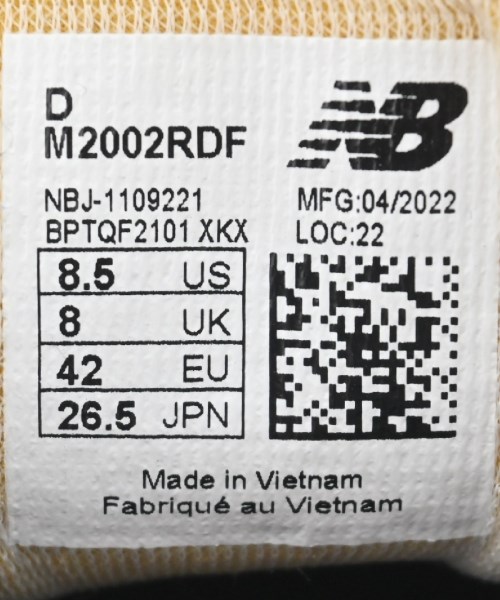 D
M2002RDF
NB
NBJ-1109221
BPTQF2101 XKX
MFG:04/2022
LOC:22
8.5 US
8 UK
42 EU
26.5 JPN
Made in Vietnam
Fabriqué au Vietnam